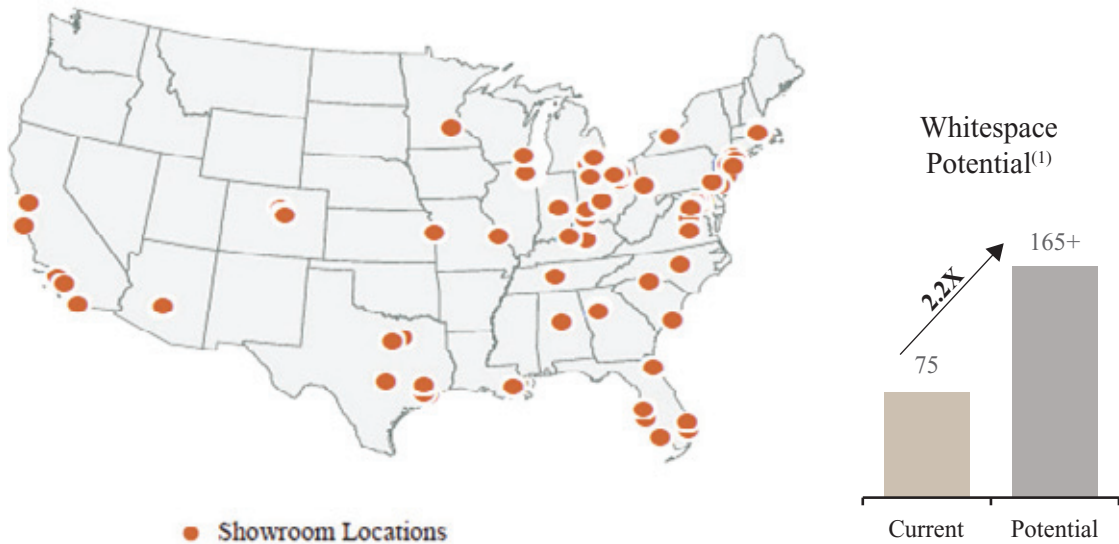 Whitespace
Potential(1)
165+
2.2X
75
Current
Potential
Showroom Locations